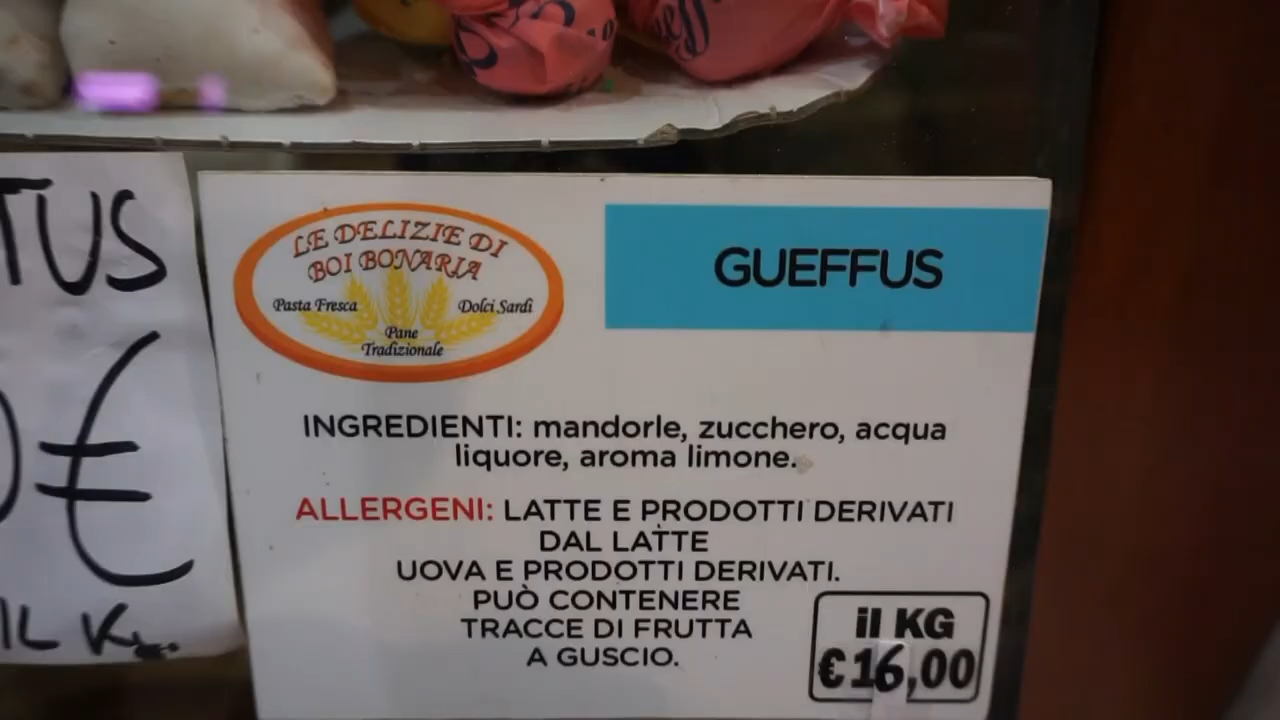 TUS
€
IL KG.
LE DELIZIE DI
BOI BONARIA
Pasta Fresca
Dolci Sardi
Pane
Tradizionale
GUEFFUS
INGREDIENTI: mandorle, zucchero, acqua
liquore, aroma limone.
ALLERGENI: LATTE E PRODOTTI DERIVATI
DAL LATTE
UOVA E PRODOTTI DERIVATI.
PUÒ CONTENERE
TRACCE DI FRUTTA
A GUSCIO.
il KG
€16,00